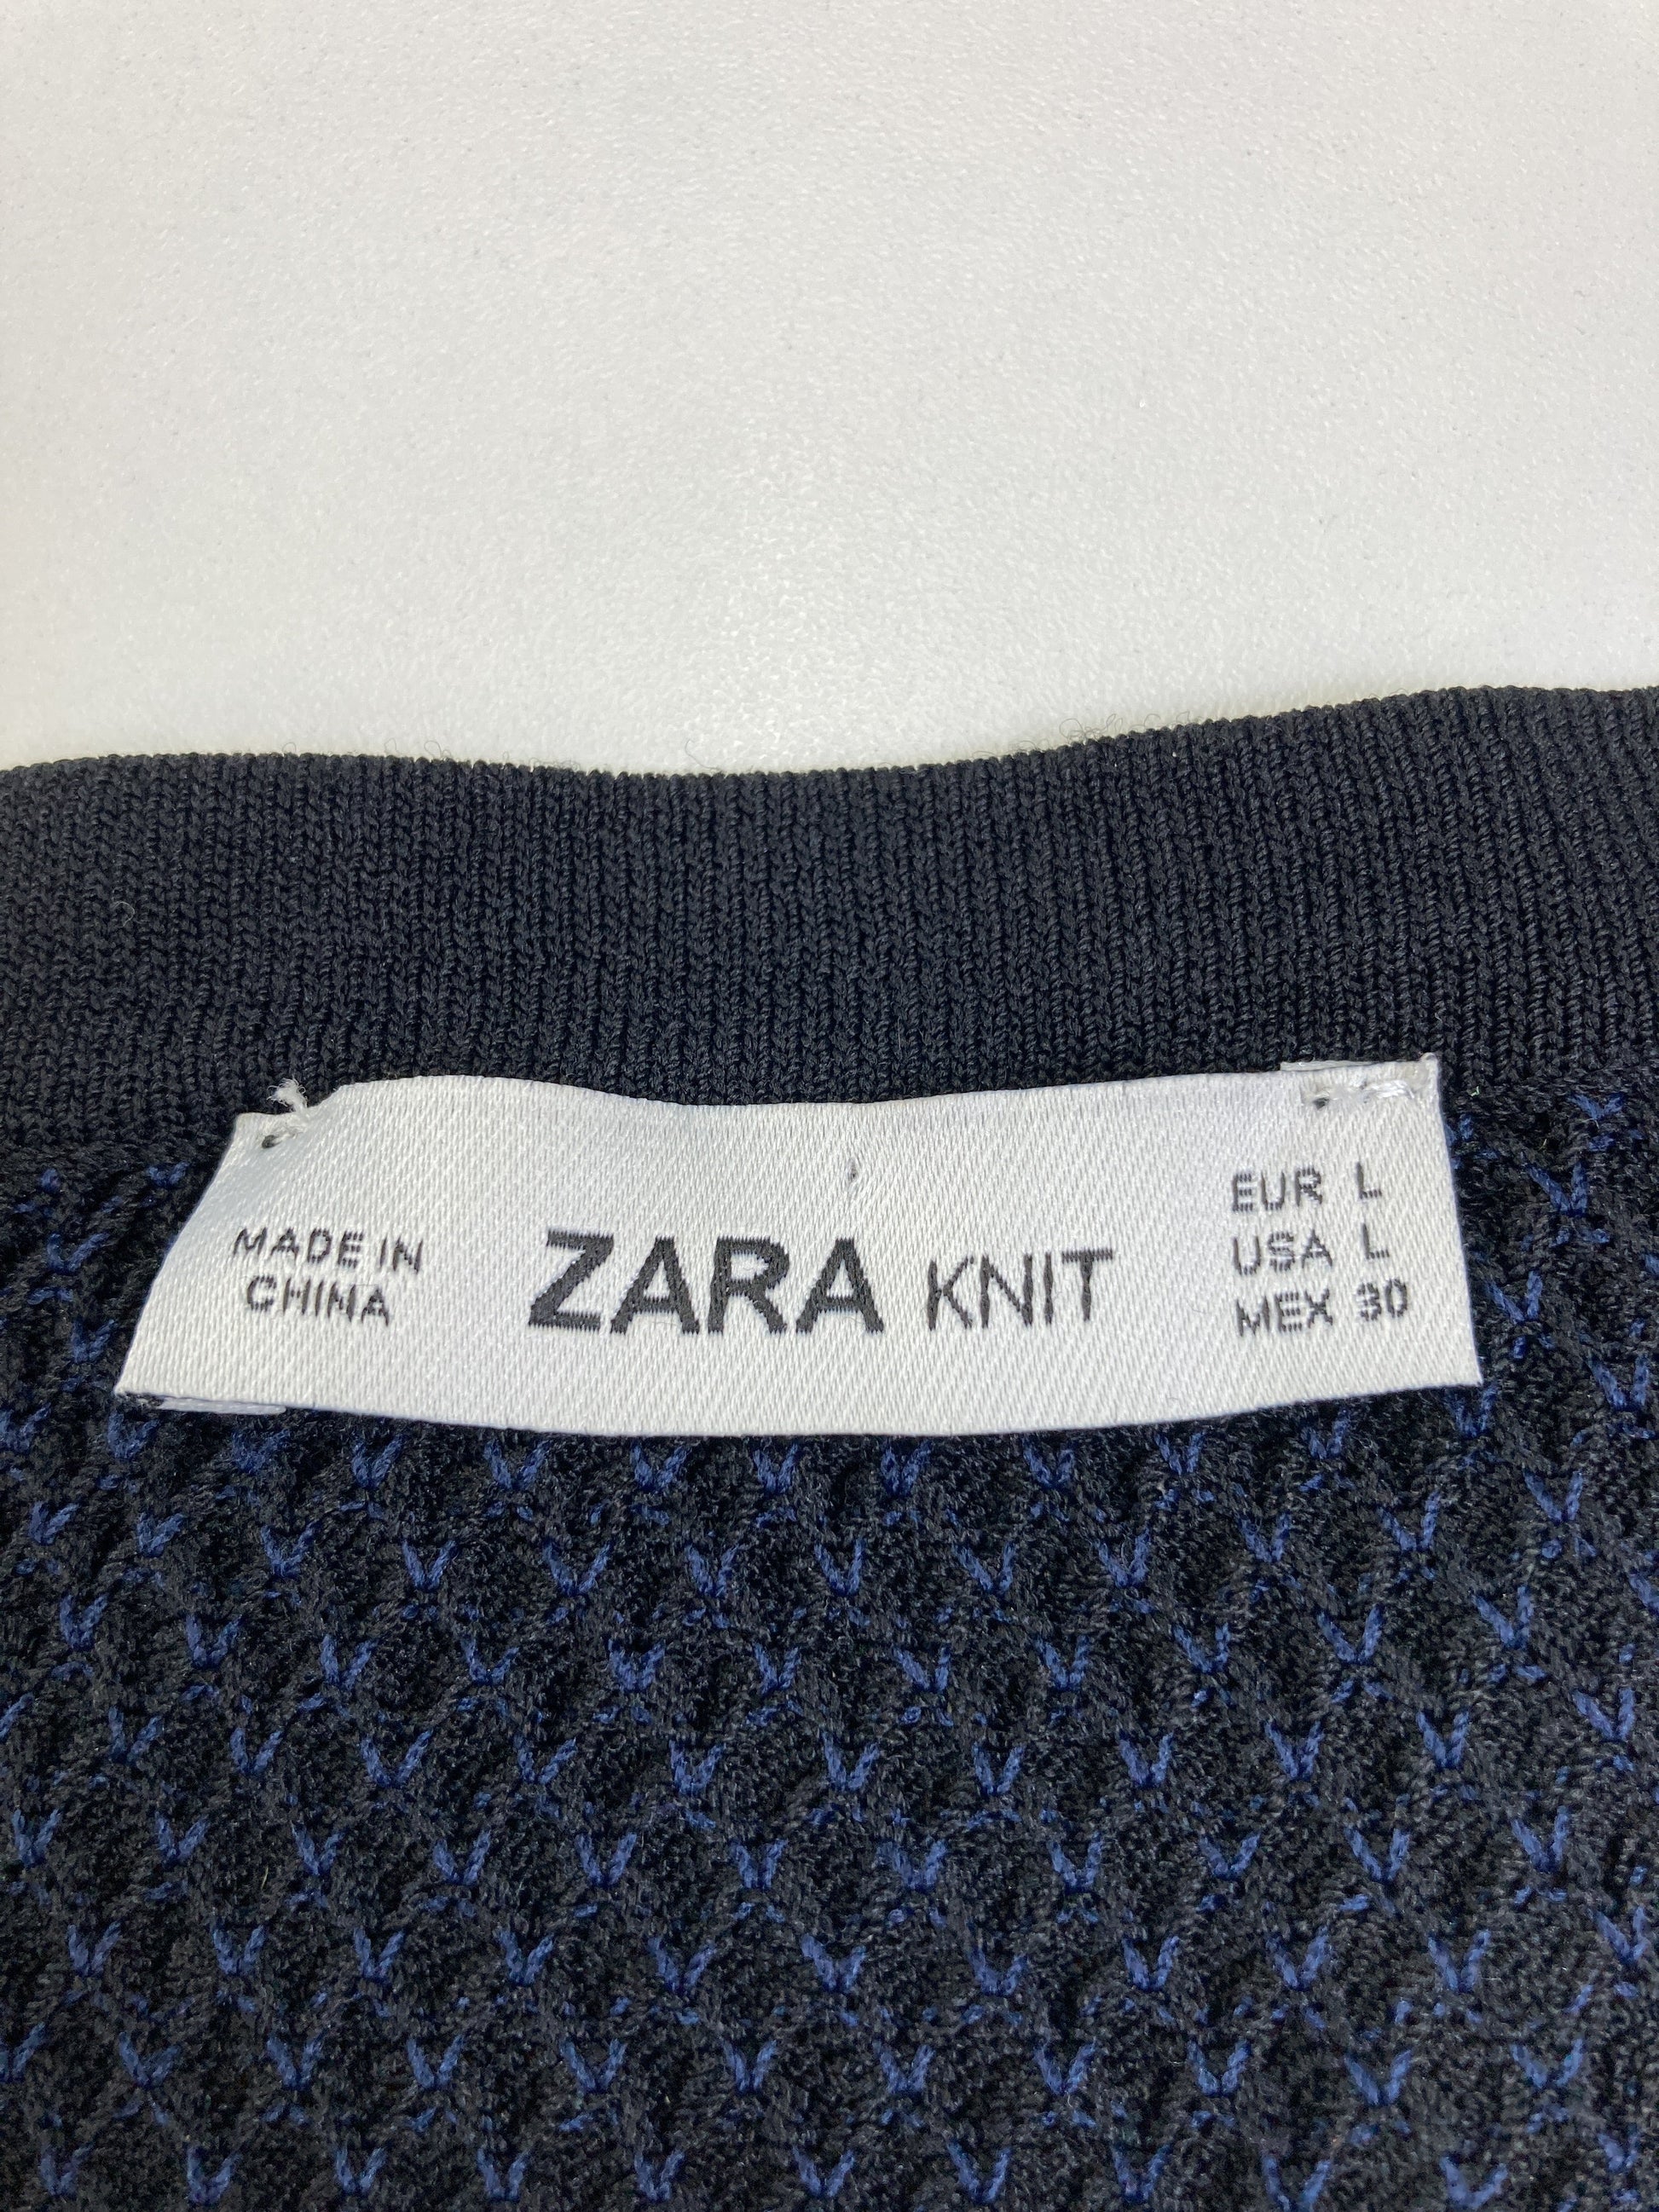 MADE IN
CHINA
ZARA KNIT
EUR L
USA L
MEX 30